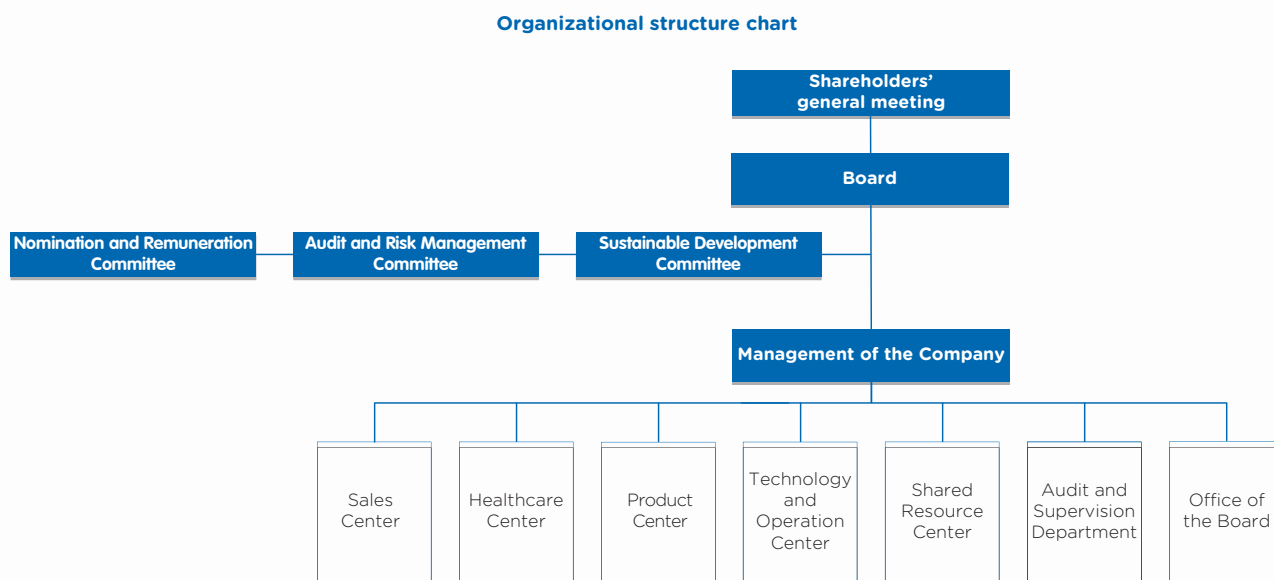 Organizational structure chart
Shareholders'
general meeting
Board
Nomination and Remuneration
Committee
Audit and Risk Management
Committee
Sustainable Development
Committee
Management of the Company
Sales
Center
Healthcare
Center
Product
Center
Technology
and
Operation
Center
Shared
Resource
Center
Audit and
Supervision
Department
Office of
the Board